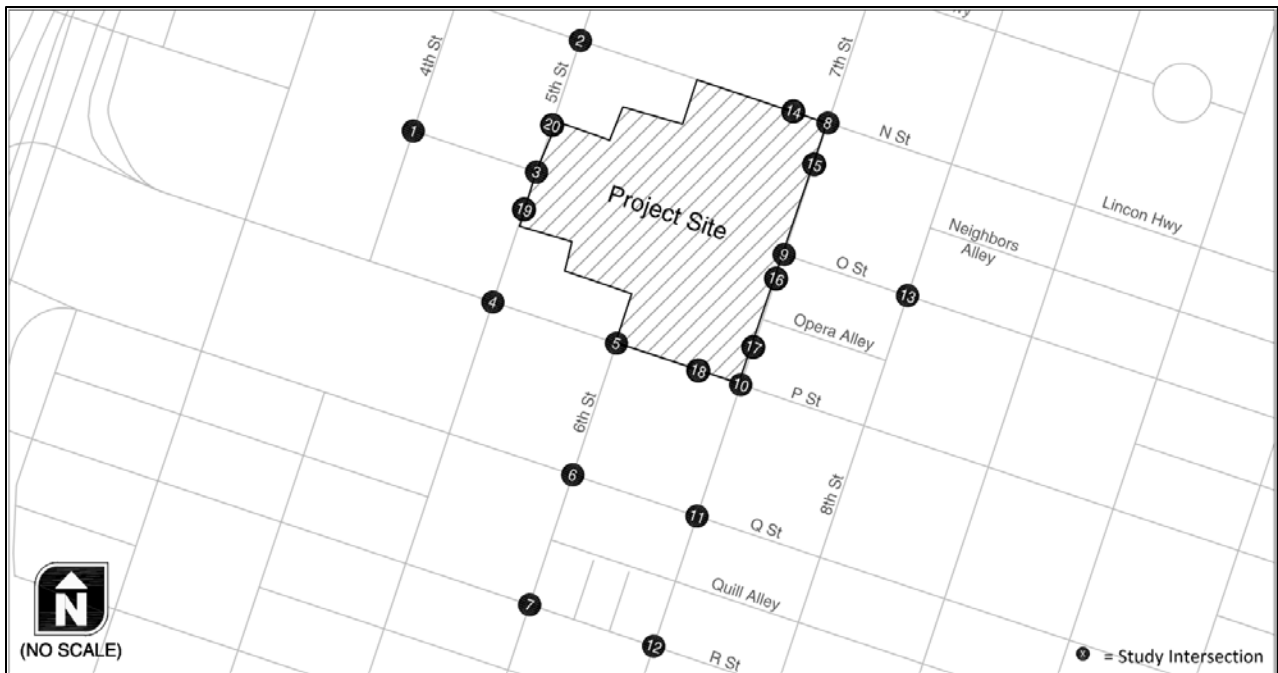 2
4th St
5th St
7th St
1
20
14
8
N St
3
15
Project Site
Lincon Hwy
19
Neighbors
Alley
9
O St
16
13
4
Opera Alley
5
17
18
10
P St
6th St
8th St
6
11
Q St
Quill Alley
7
N
(NO SCALE)
12
R St
X = Study Intersection